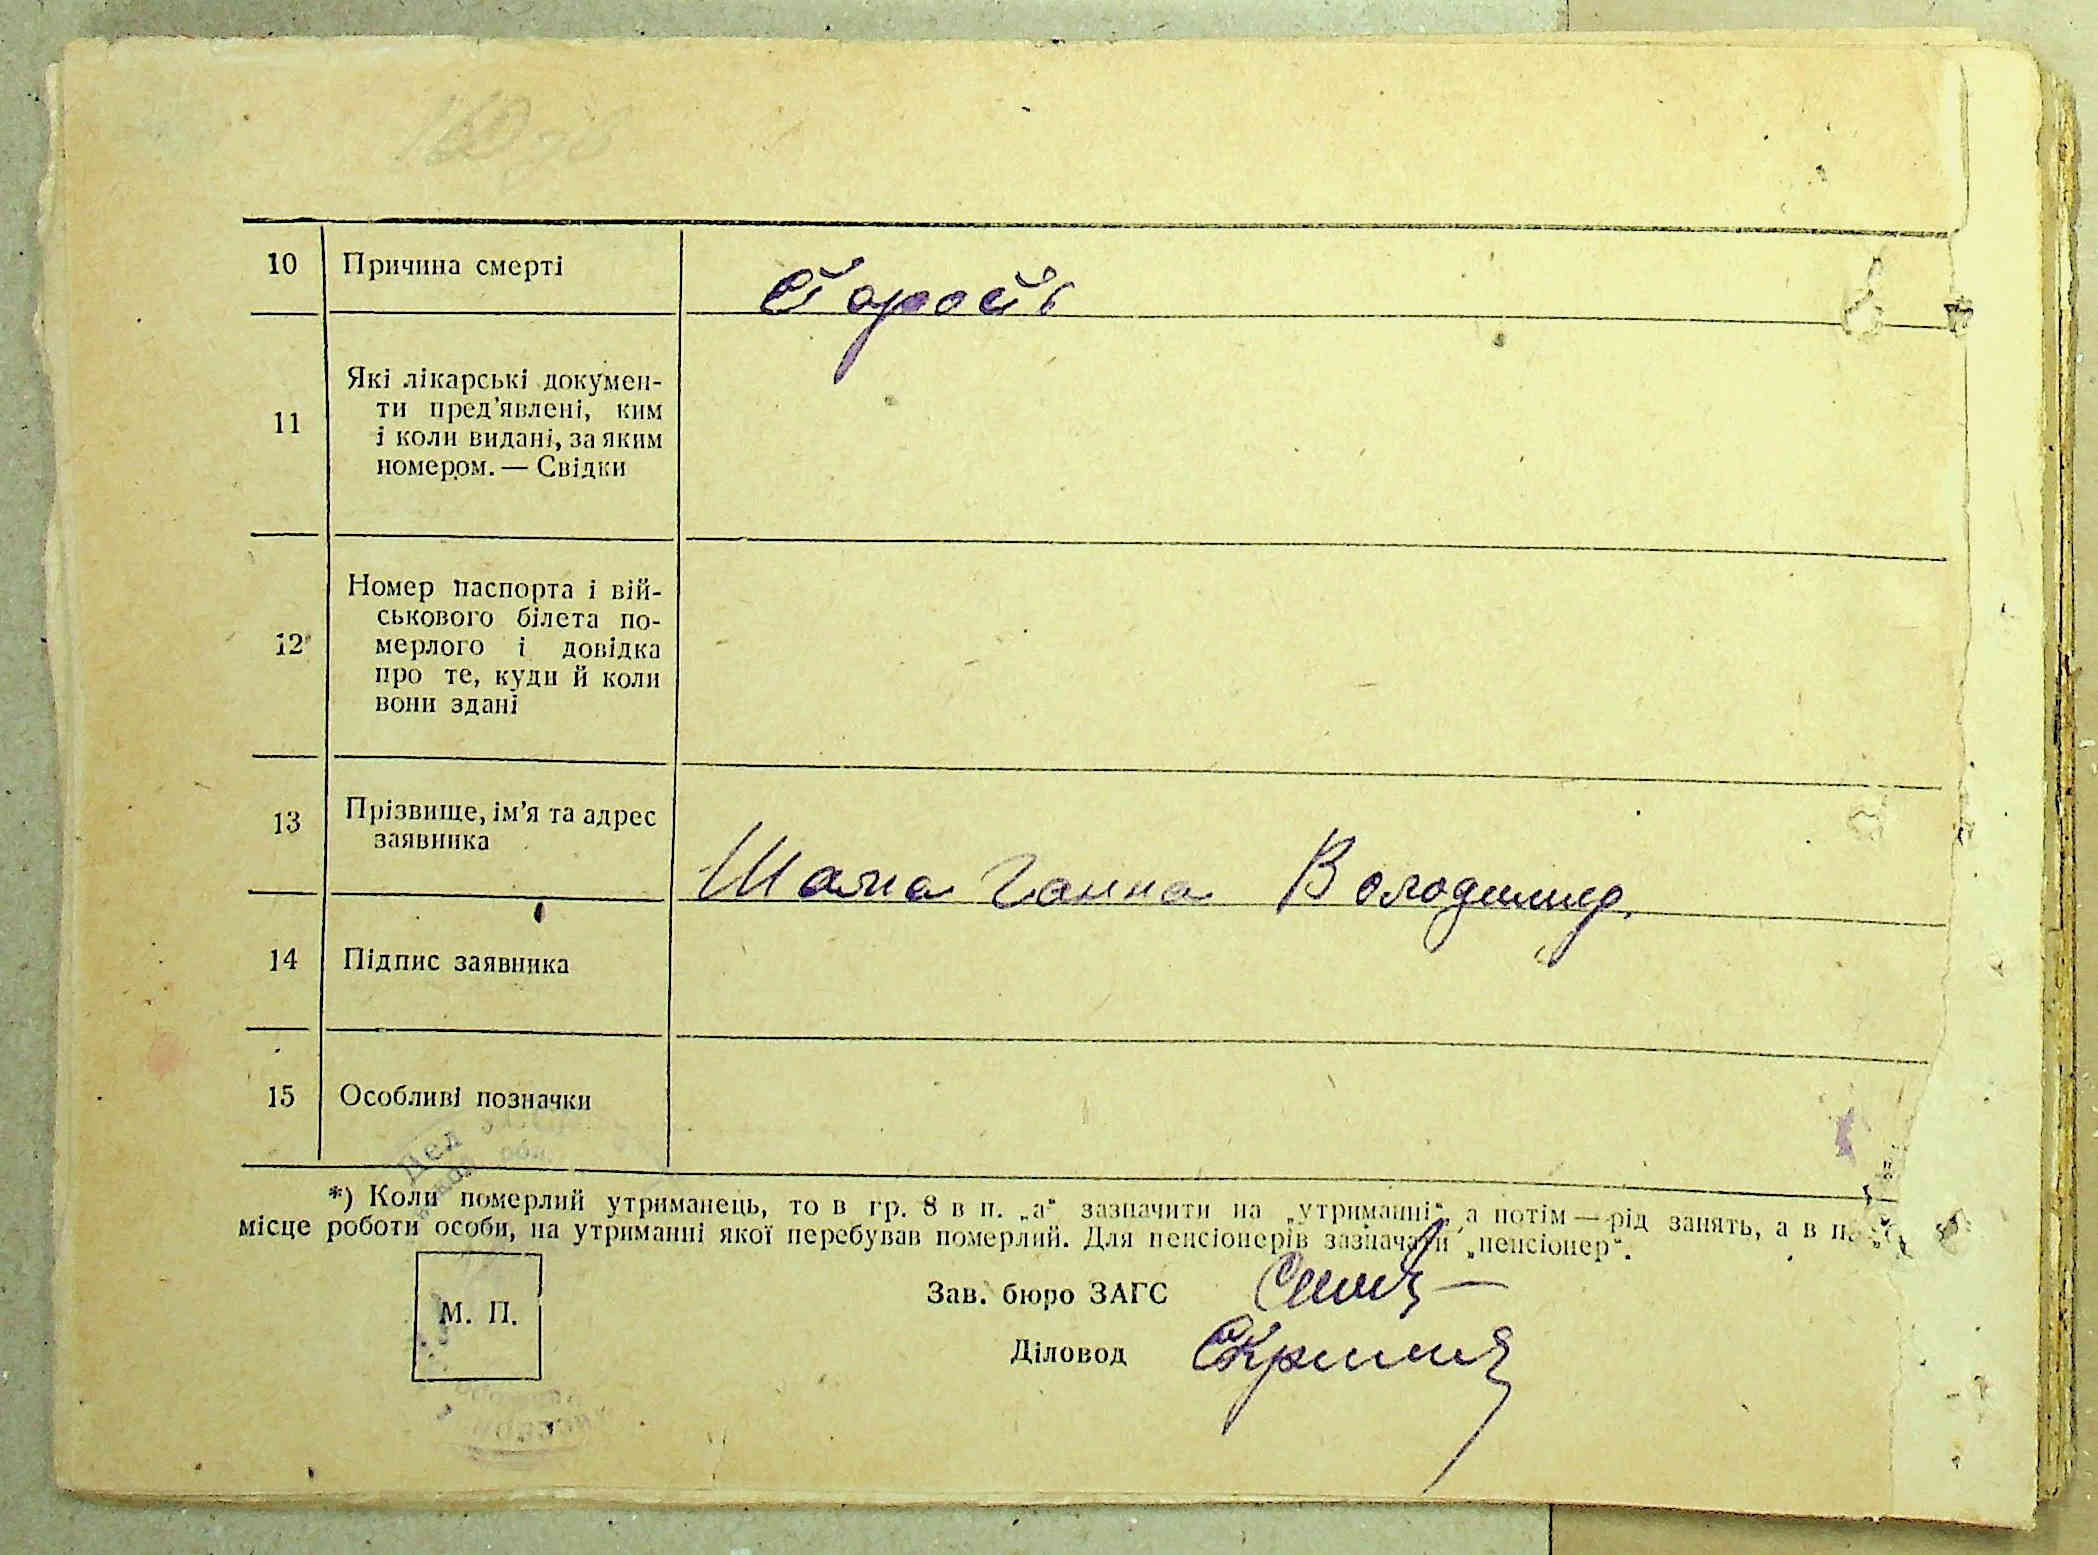 10 Причина смерті Старость
11 Які лікарські докумен-
ти пред’явлені, ким
і коли видані, за яким
номером. — Свідки
12 Номер паспорта і вій-
ськового білета по-
мерлого і довідка
про те, куди й коли
вони здані
13 Прізвище, ім’я та адрес
заявника
Шама Ганна Володимир.
14 Підпис заявника
15 Особливі позначки
*) Коли померлий утриманець, то в гр. 8 в п. „а“ зазначити на „утриманні“, а потім — рід занять, а в п.
місце роботи особи, на утриманні якої перебував померлий. Для пенсіонерів зазначати „пенсіонер“.
М. П.
Зав. бюро ЗАГС
Діловод